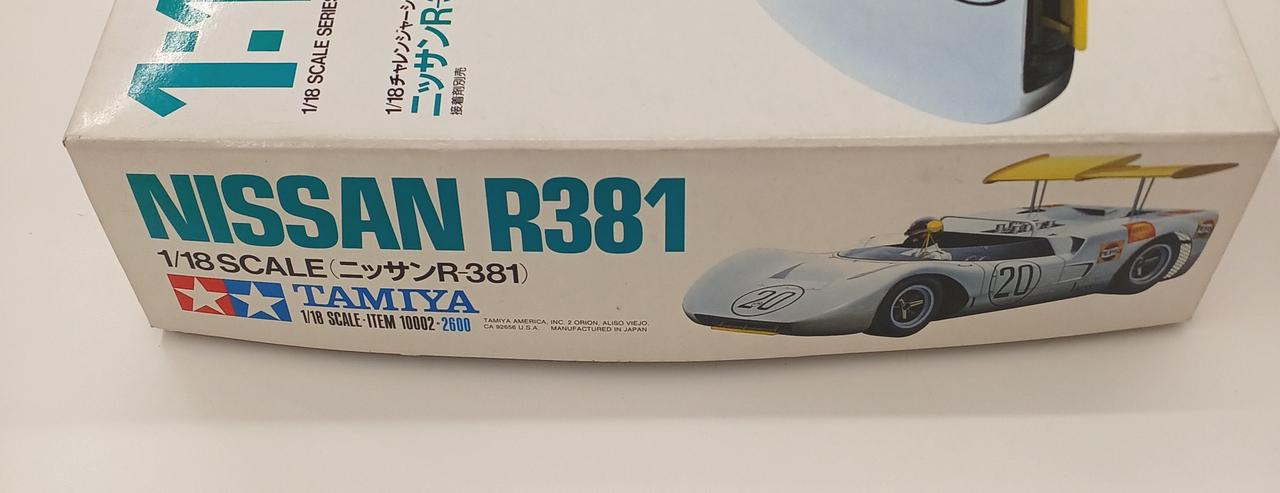 1/18 SCALE SERIES
1/18チャレンジャーシ
ニッサンR-3
接着剤別売
NISSAN R381
1/18 SCALE (ニッサンR-381)
TAMIYA
1/18 SCALE·ITEM 10002-2600
TAMIYA AMERICA, INC. 2 ORION, ALISO VIEJO,
CA 92656 U.S.A. MANUFACTURED IN JAPAN
20
20